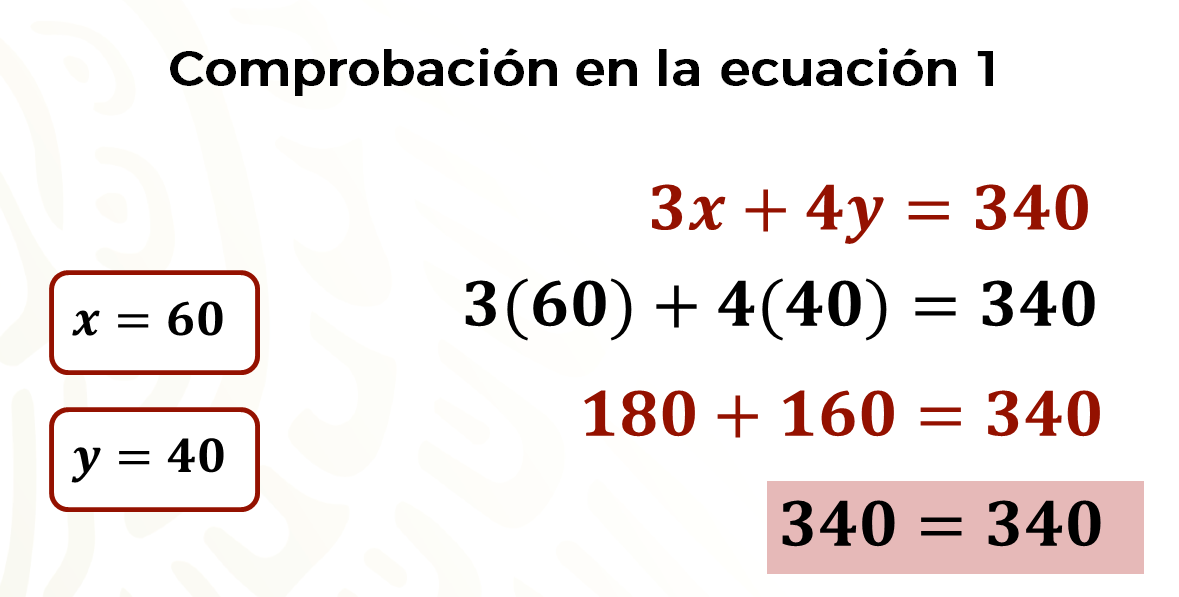 Comprobación en la ecuación 1
3x + 4y = 340
3(60) + 4(40) = 340
x = 60
180 + 160 = 340
y = 40
340 = 340